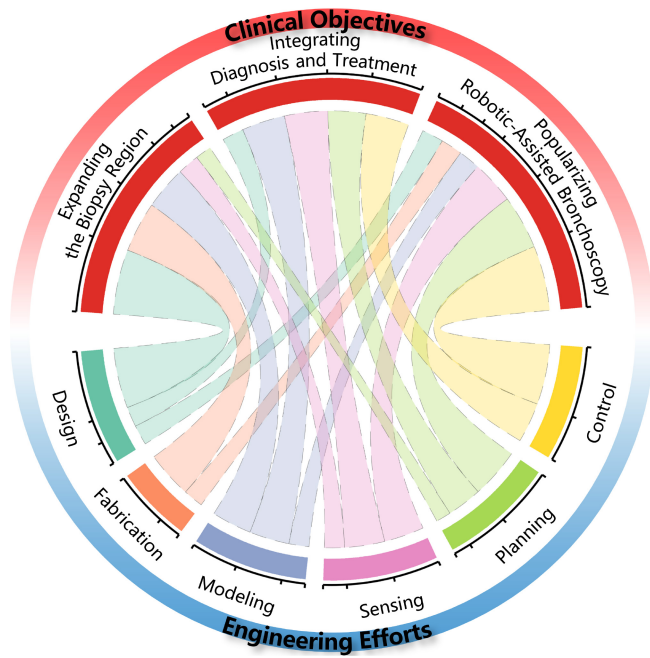 Clinical Objectives
Integrating
Diagnosis and Treatment
Expanding
the Biopsy Region
Popularizing
Robotic-Assisted Bronchoscopy
Design
Fabrication
Modeling
Sensing
Planning
Control
Engineering Efforts